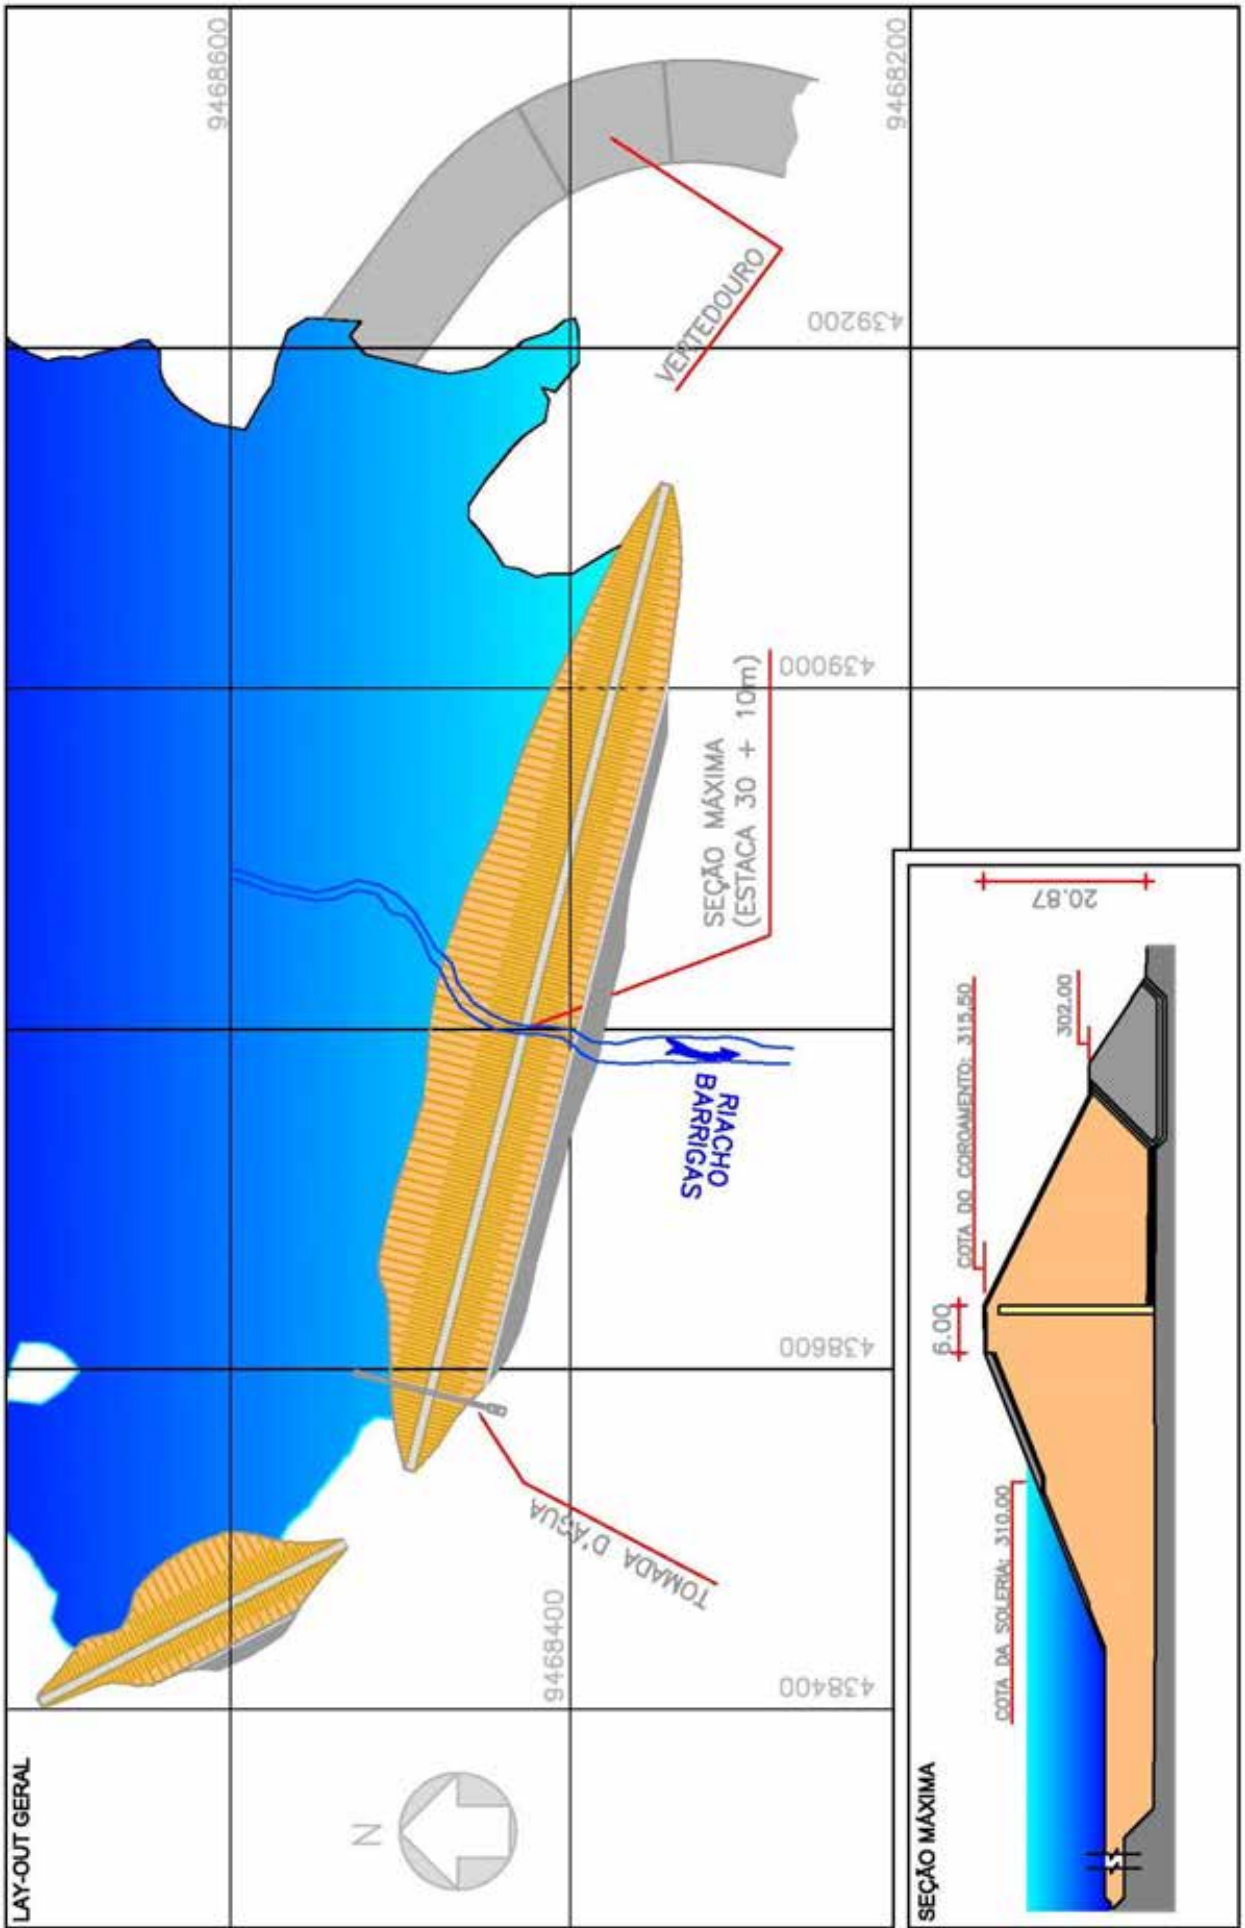 LAY-OUT GERAL
9468600
9468200
439200
VERTEDOURO
439000
SEÇÃO MÁXIMA
(ESTACA 30 + 10m)
RIACHO
BARRIGAS
438600
TOMADA D'ÁGUA
9468400
438400
N
SEÇÃO MÁXIMA
COTA DA SOLERIA: 310.00
6.00
COTA DO COROAMENTO: 315.50
302.00
20.87